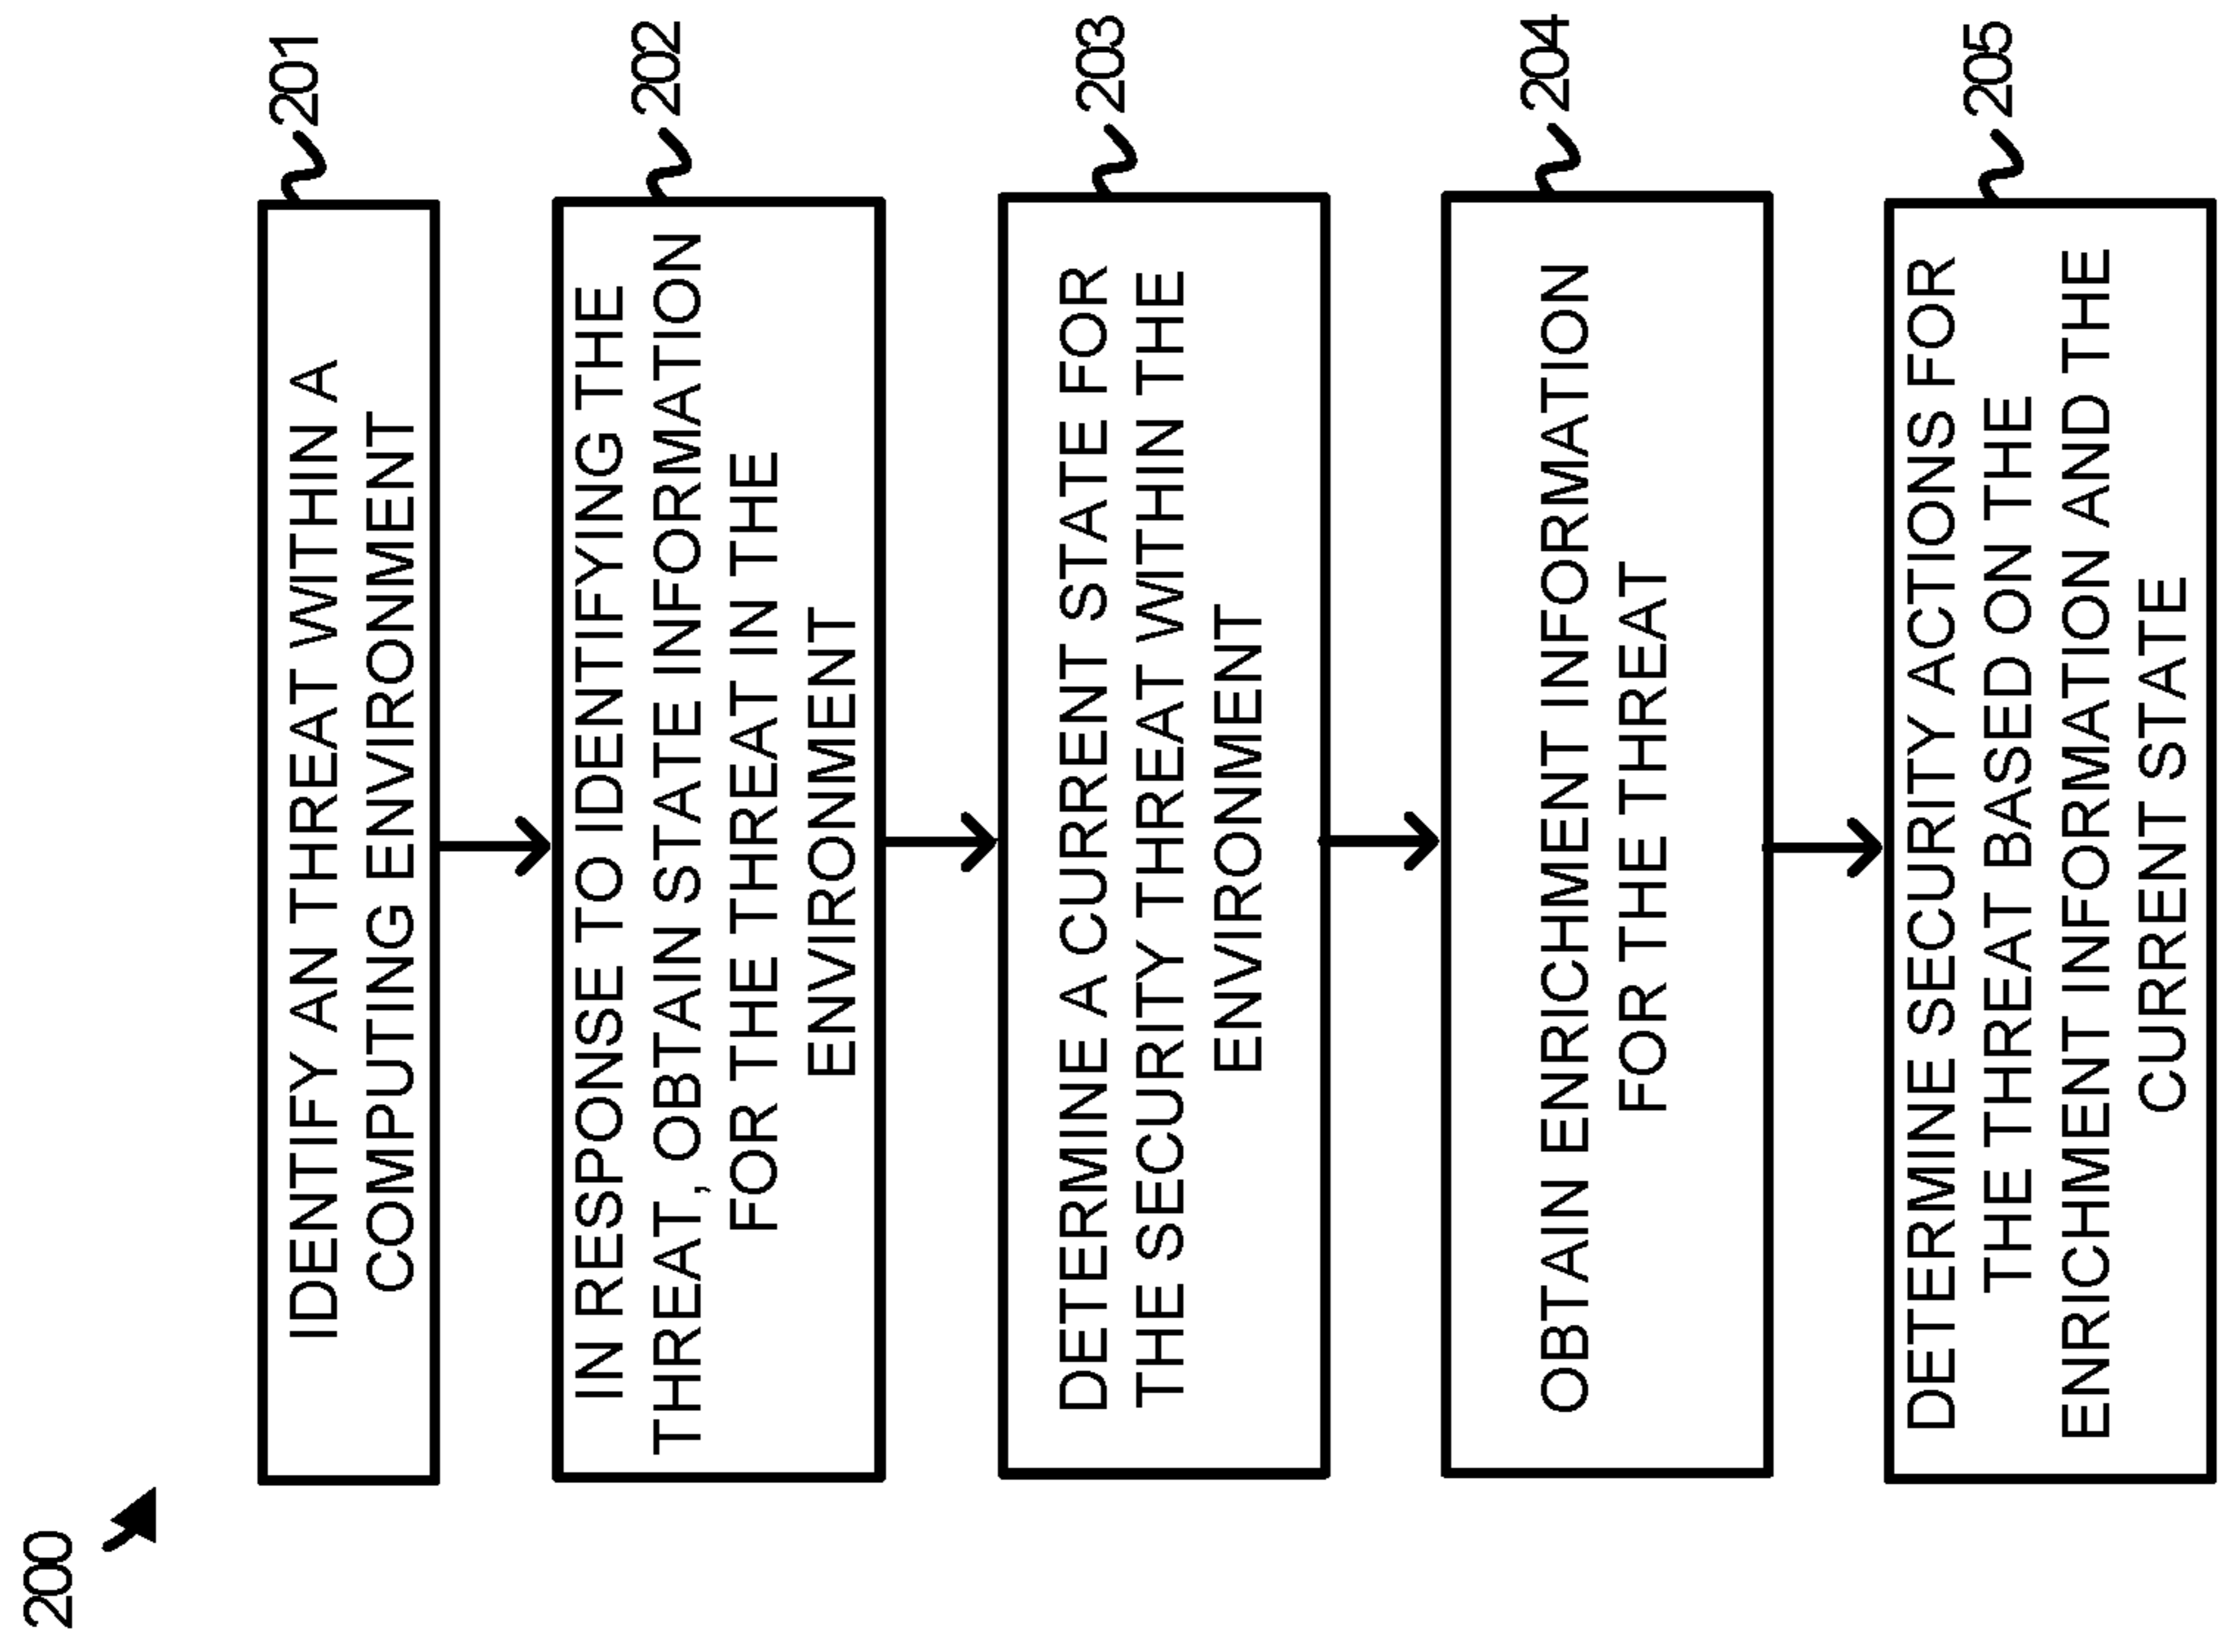 200
201
IDENTIFY AN THREAT WITHIN A
COMPUTING ENVIRONMENT
202
IN RESPONSE TO IDENTIFYING THE
THREAT, OBTAIN STATE INFORMATION
FOR THE THREAT IN THE
ENVIRONMENT
203
DETERMINE A CURRENT STATE FOR
THE SECURITY THREAT WITHIN THE
ENVIRONMENT
204
OBTAIN ENRICHMENT INFORMATION
FOR THE THREAT
205
DETERMINE SECURITY ACTIONS FOR
THE THREAT BASED ON THE
ENRICHMENT INFORMATION AND THE
CURRENT STATE